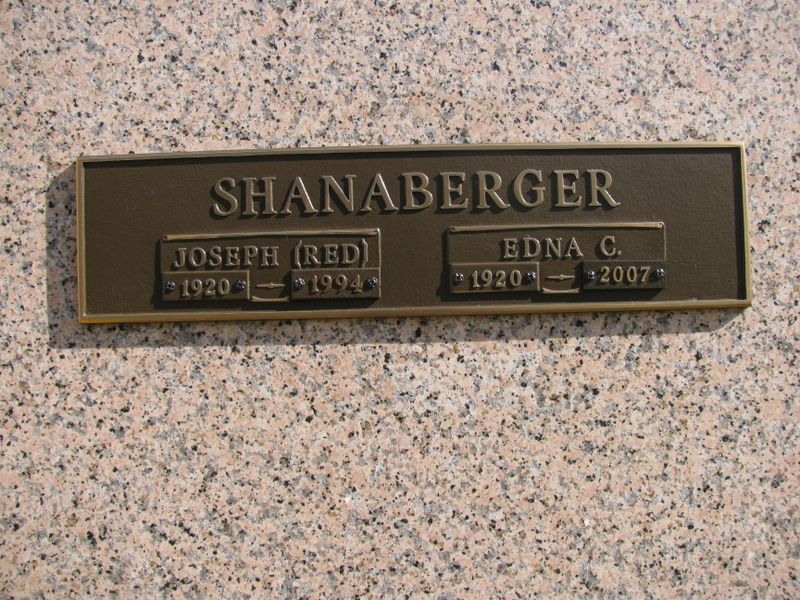 SHANABERGER
JOSEPH (RED)
1920 1994
EDNA C.
1920 2007